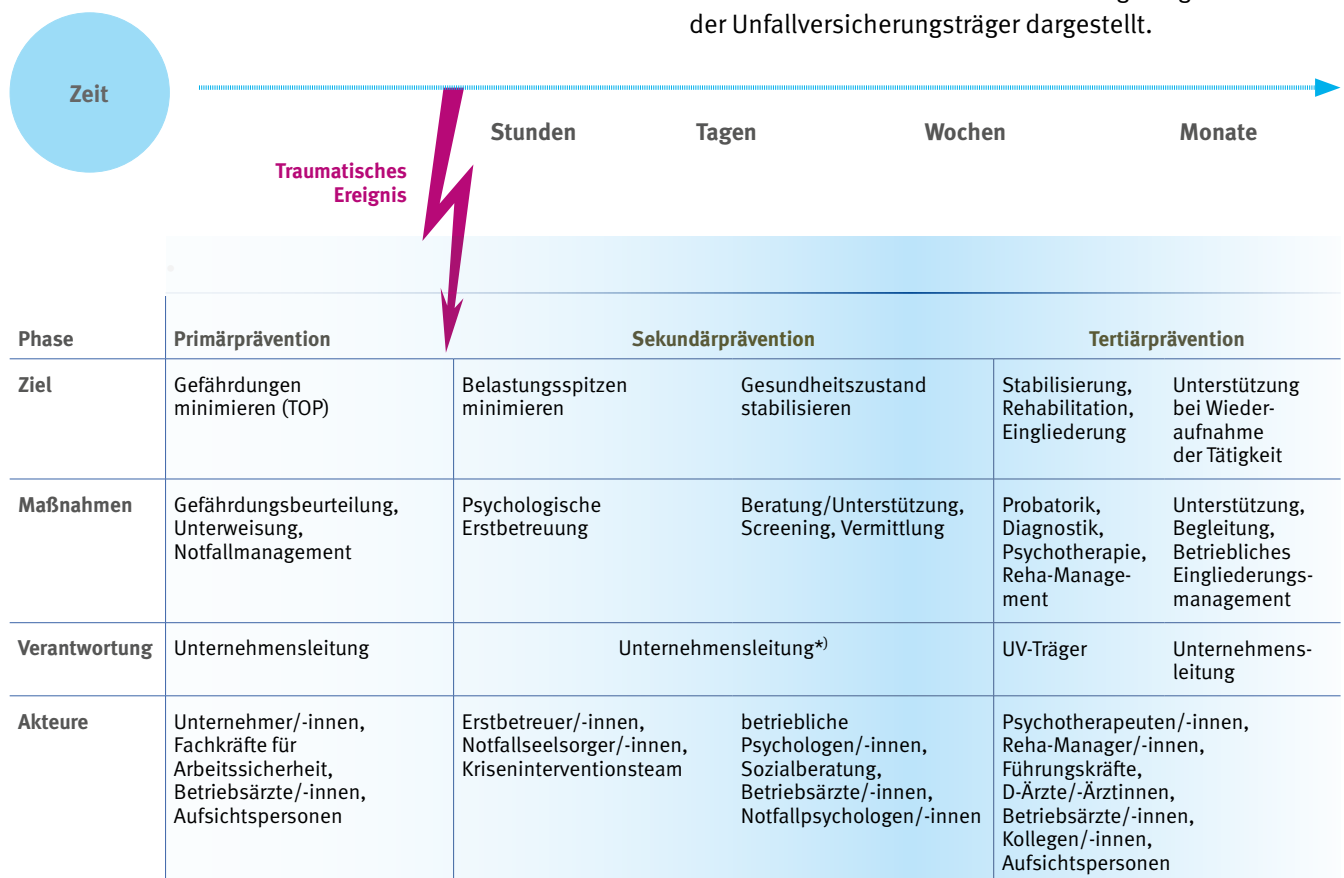 der Unfallversicherungsträger dargestellt.
Zeit
Stunden Tagen Wochen Monate
Traumatisches
Ereignis
Phase Primärprävention Sekundärprävention Tertiärprävention
Ziel
Gefährdungen
minimieren (TOP)
Belastungsspitzen
minimieren
Gesundheitszustand
stabilisieren
Stabilisierung,
Rehabilitation,
Eingliederung
Unterstützung
bei Wieder-
aufnahme
der Tätigkeit
Maßnahmen
Gefährdungsbeurteilung,
Unterweisung,
Notfallmanagement
Psychologische
Erstbetreuung
Beratung/Unterstützung,
Screening, Vermittlung
Probatorik,
Diagnostik,
Psychotherapie,
Reha-Manage-
ment
Unterstützung,
Begleitung,
Betriebliches
Eingliederungs-
management
Verantwortung
Unternehmensleitung
Unternehmensleitung*)
UV-Träger
Unternehmens-
leitung
Akteure
Unternehmer/-innen,
Fachkräfte für
Arbeitssicherheit,
Betriebsärzte/-innen,
Aufsichtspersonen
Erstbetreuer/-innen,
Notfallseelsorger/-innen,
Kriseninterventionsteam
betriebliche
Psychologen/-innen,
Sozialberatung,
Betriebsärzte/-innen,
Notfallpsychologen/-innen
Psychotherapeuten/-innen,
Reha-Manager/-innen,
Führungskräfte,
D-Ärzte/-Ärztinnen,
Betriebsärzte/-innen,
Kollegen/-innen,
Aufsichtspersonen